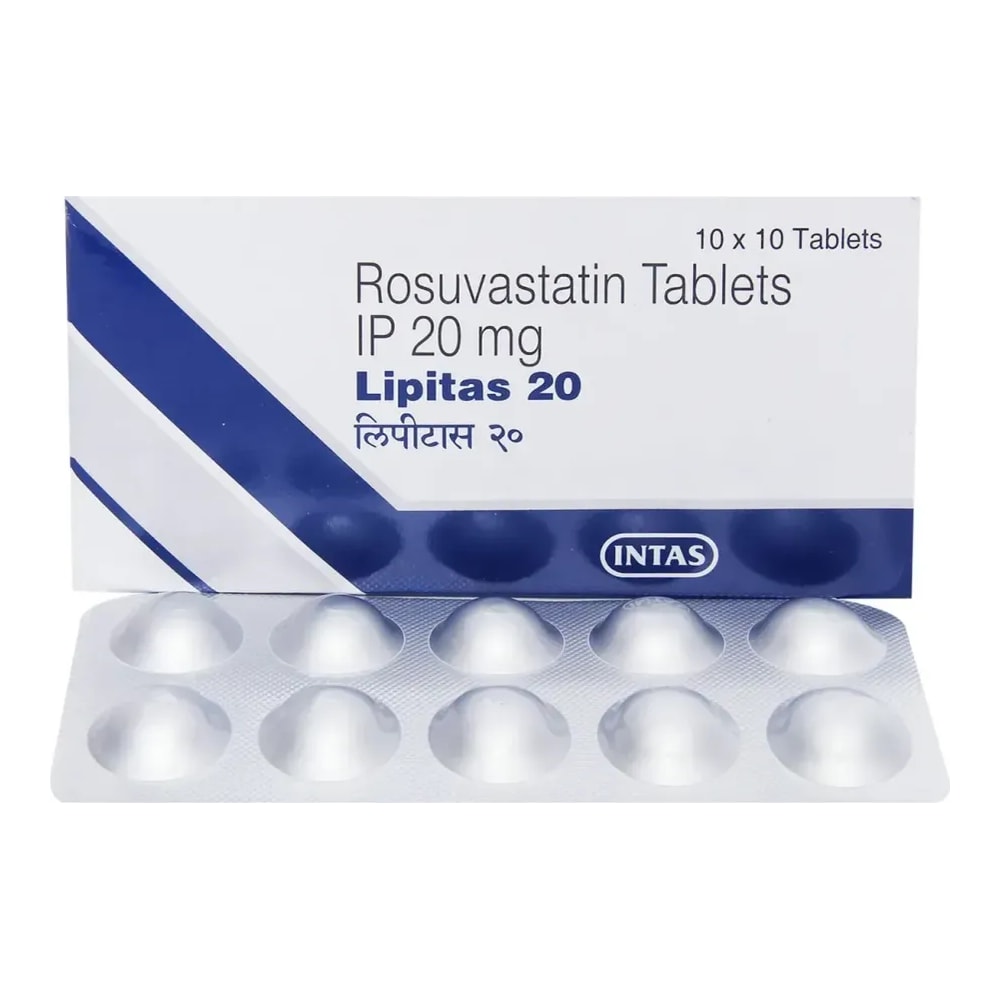 10 x 10 Tablets
Rosuvastatin Tablets
IP 20 mg
Lipitas 20
लिपीटास २०
INTAS